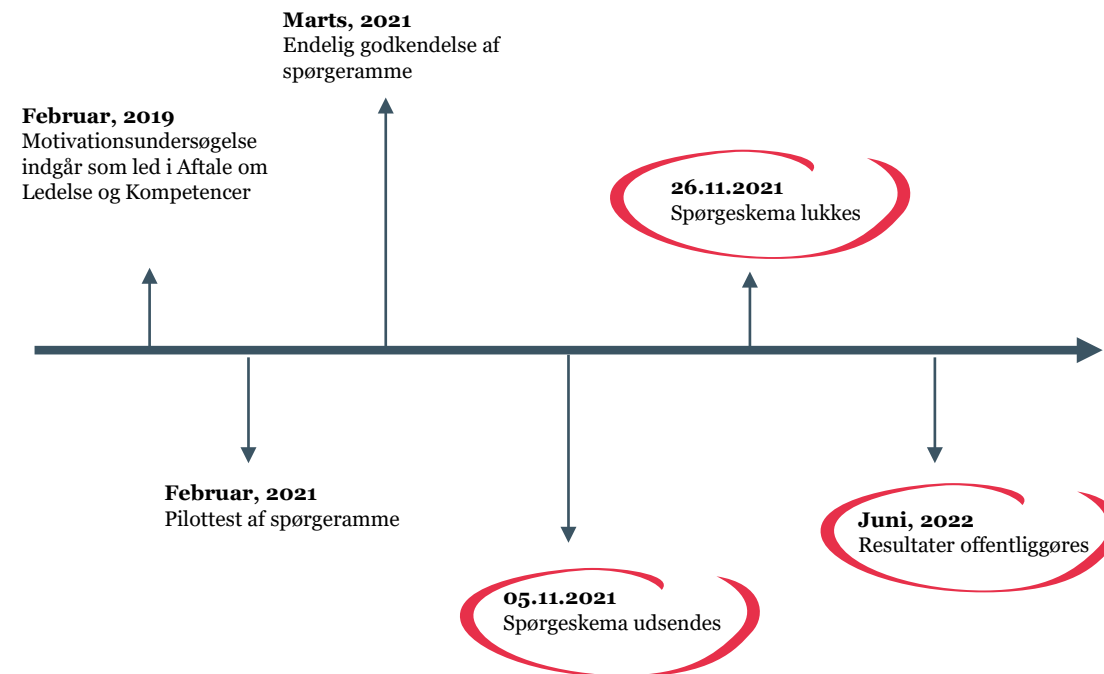 Marts, 2021
Endelig godkendelse af
spørgeramme
Februar, 2019
Motivationsundersøgelse
indgår som led i Aftale om
Ledelse og Kompetencer
26.11.2021
Spørgeskema lukkes
Februar, 2021
Pilottest af spørgeramme
05.11.2021
Spørgeskema udsendes
Juni, 2022
Resultater offentliggøres